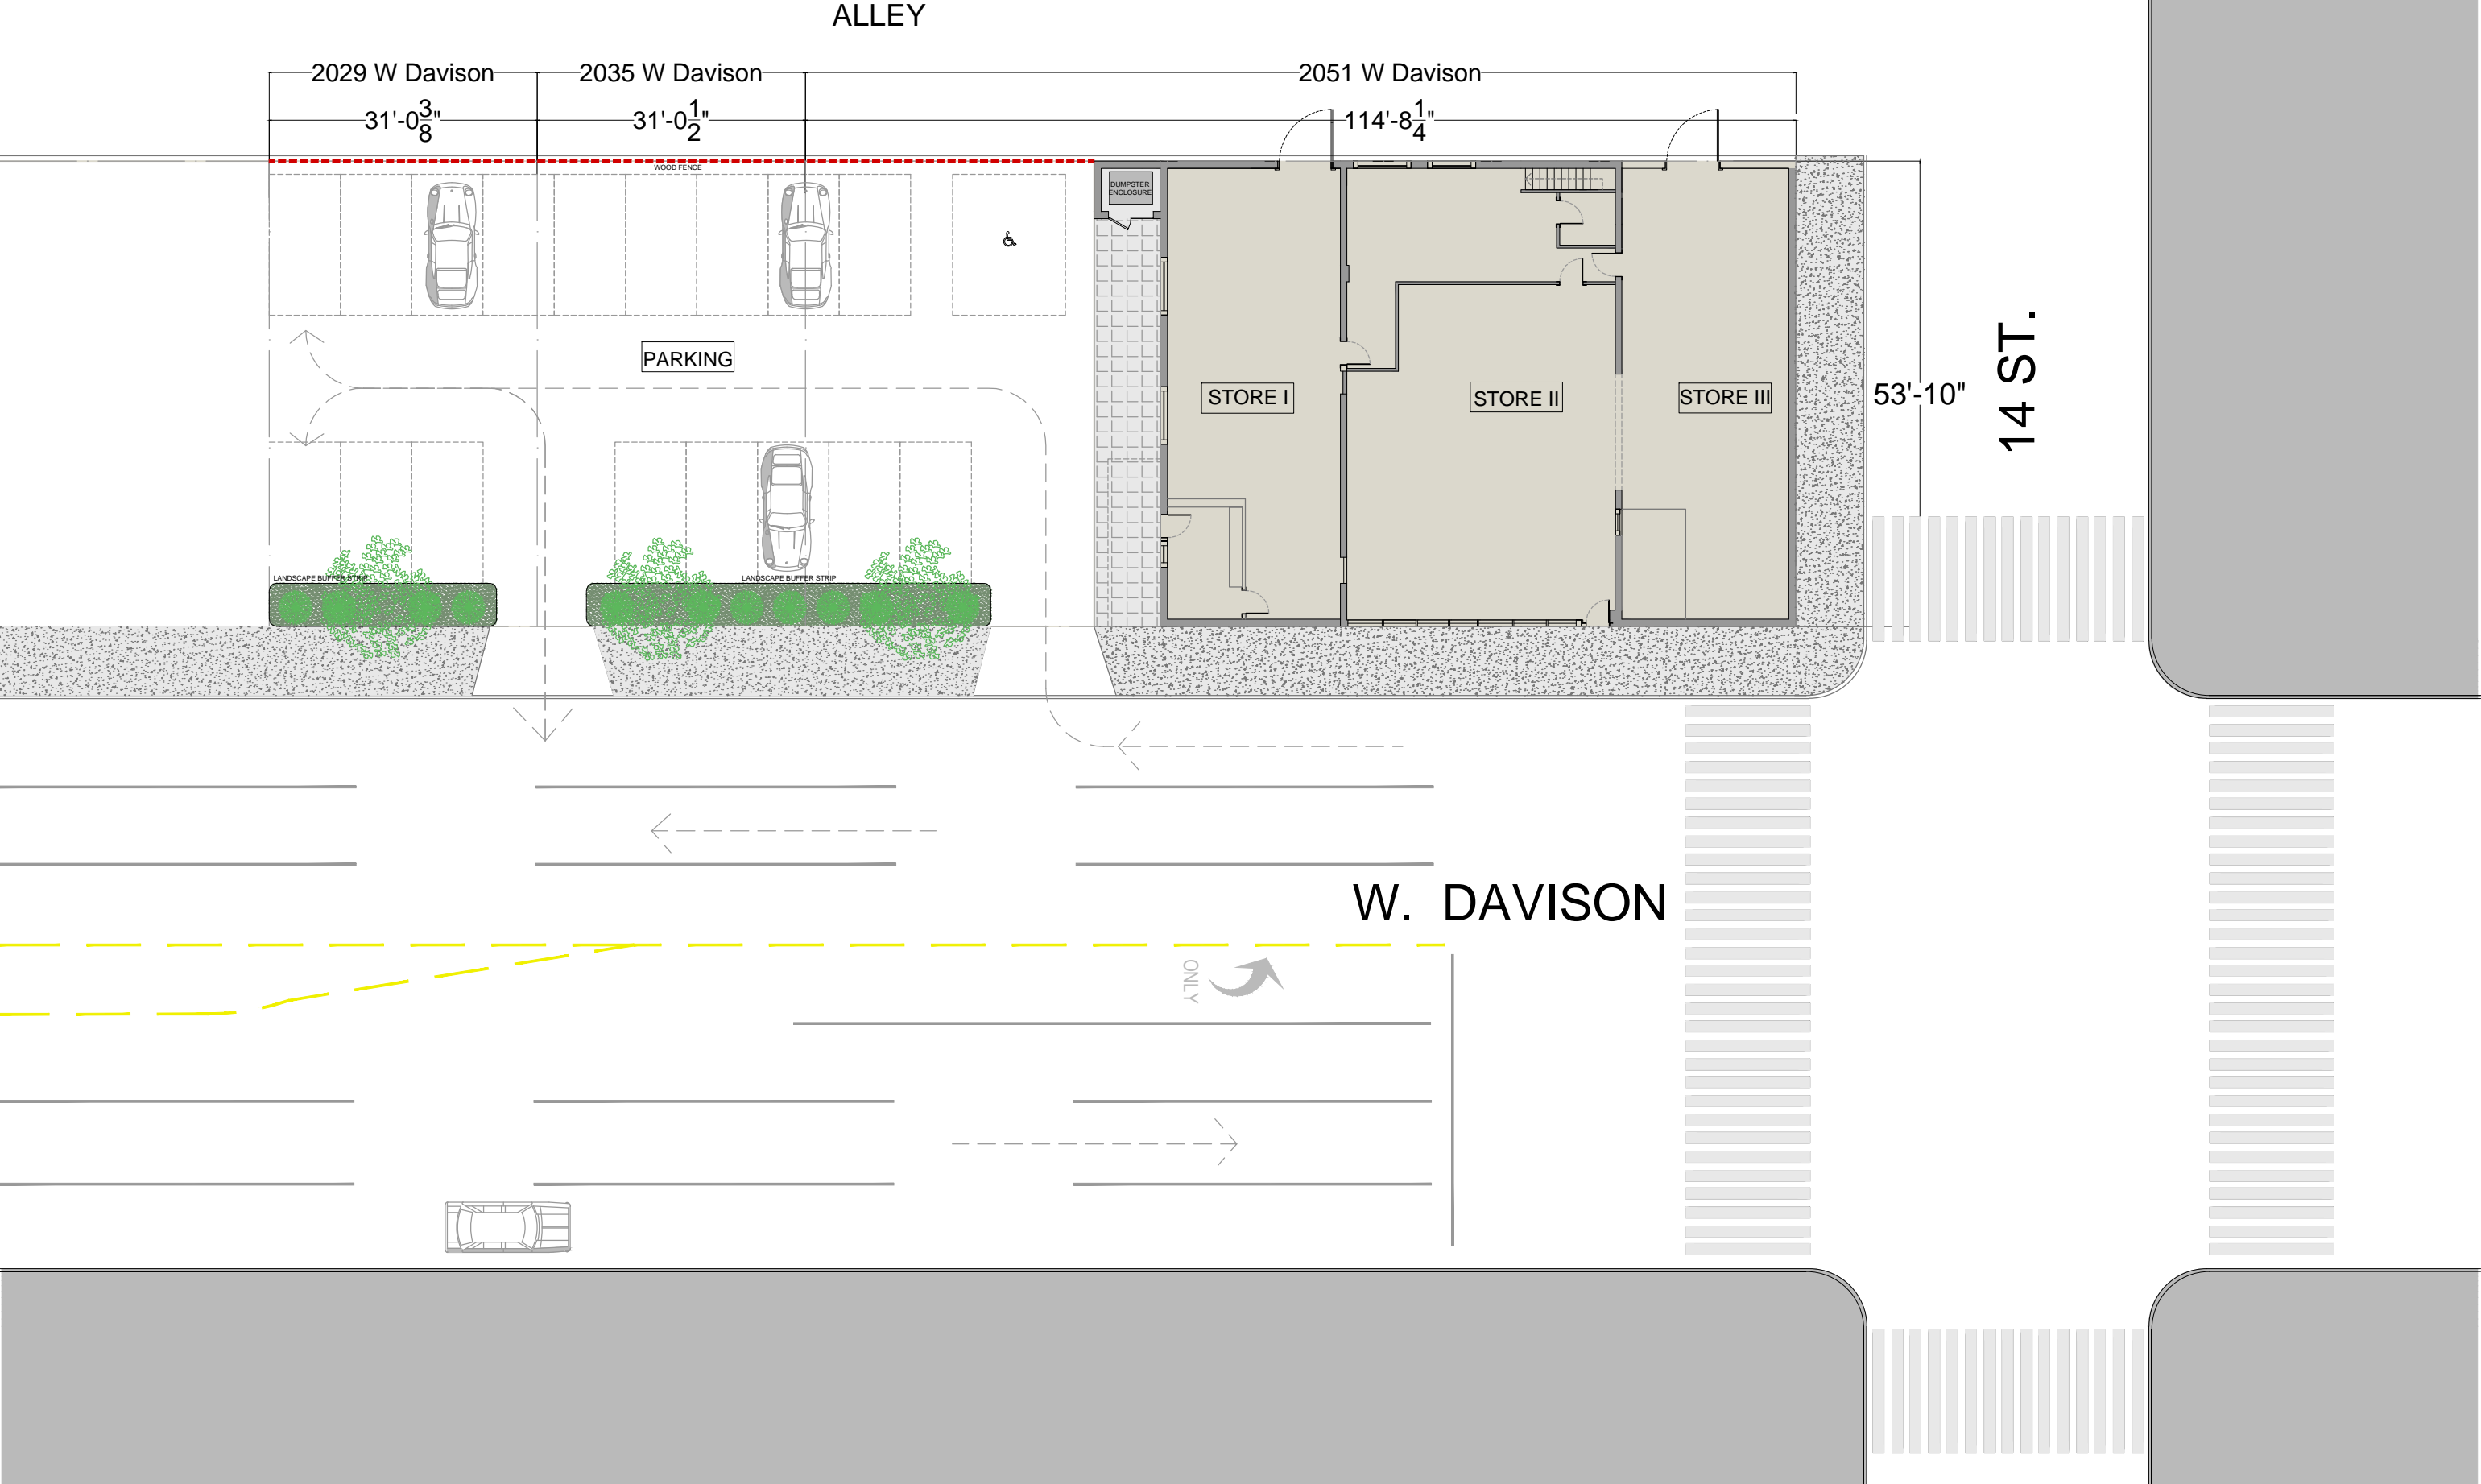 ALLEY
2029 W Davison
2035 W Davison
2051 W Davison
31'-0 3/8"
31'-0 1/2"
114'-8 1/4"
WOOD FENCE
DUMPSTER
ENCLOSURE
PARKING
STORE I
STORE II
STORE III
53'-10"
14 ST.
LANDSCAPE BUFFER STRIP
LANDSCAPE BUFFER STRIP
W. DAVISON
ONLY